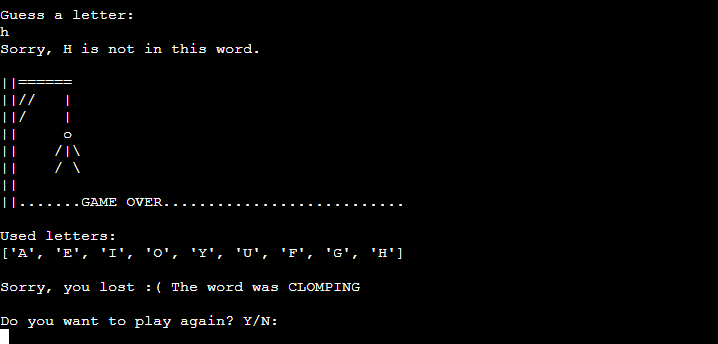 Guess a letter:
h
Sorry, H is not in this word.
||======
||//   |
||/    |
||     o
||    /|\
||    / \
||
||.......GAME OVER...........................
Used letters:
['A', 'E', 'I', 'O', 'Y', 'U', 'F', 'G', 'H']
Sorry, you lost :( The word was CLOMPING
Do you want to play again? Y/N: